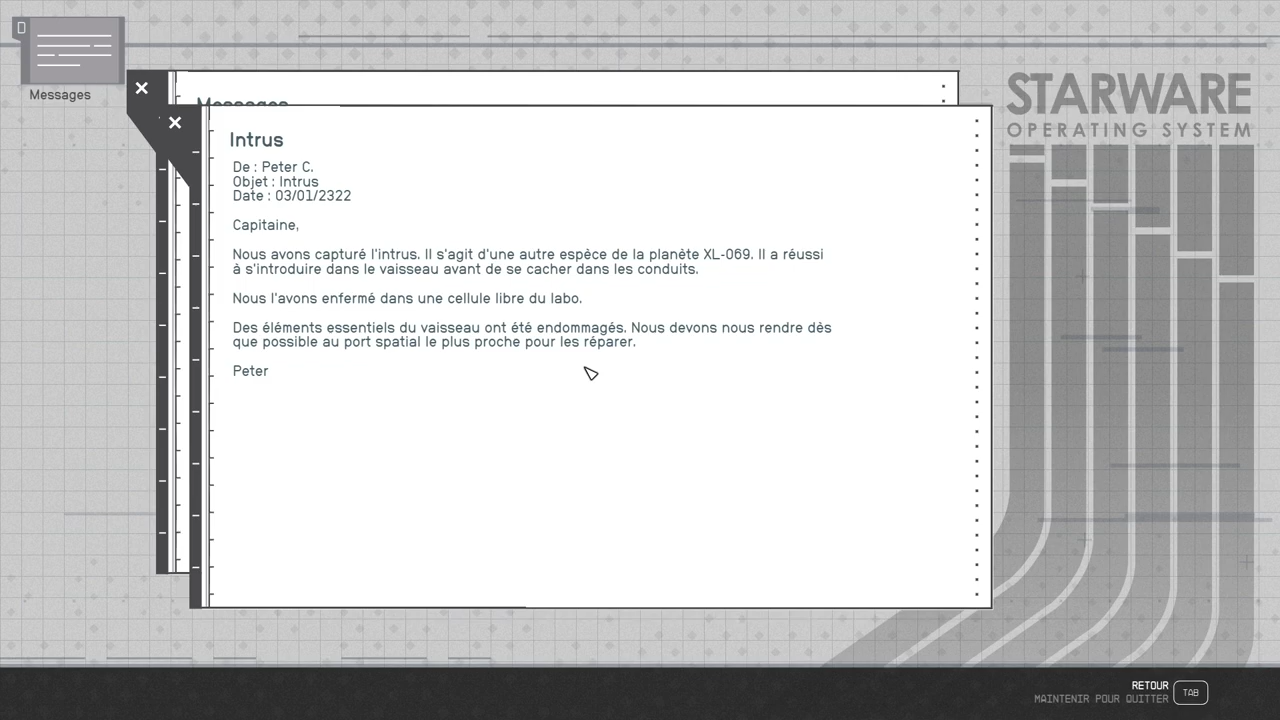 D
Messages
Messages
STARWARE
OPERATING SYSTEM
Intrus
De : Peter C.
Objet : Intrus
Date : 03/01/2322
Capitaine,
Nous avons capturé l'intrus. Il s'agit d'une autre espèce de la planète XL-069. Il a réussi
à s'introduire dans le vaisseau avant de se cacher dans les conduits.
Nous l'avons enfermé dans une cellule libre du labo.
Des éléments essentiels du vaisseau ont été endommagés. Nous devons nous rendre dès
que possible au port spatial le plus proche pour les réparer.
Peter
RETOUR
MAINTENIR POUR QUITTER
TAB